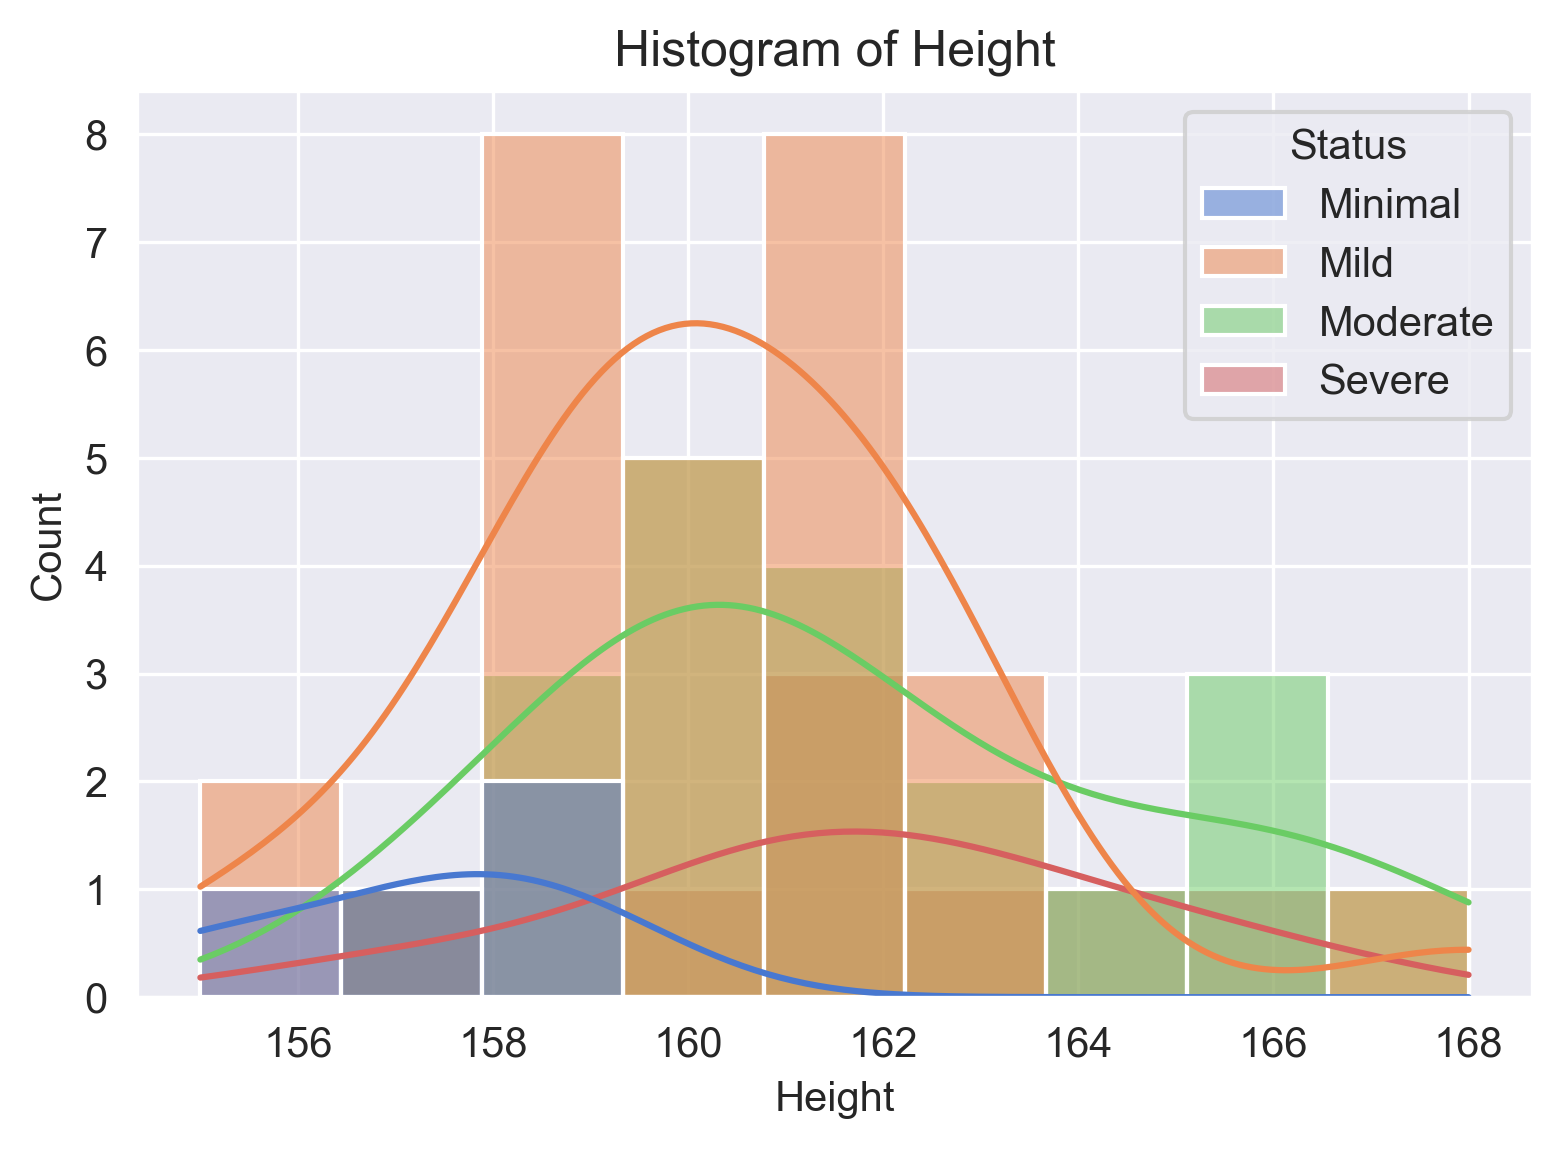 Histogram of Height
Status
Minimal
Mild
Moderate
Severe
8
7
6
5
4
3
2
1
0
Count
156 158 160 162 164 166 168
Height